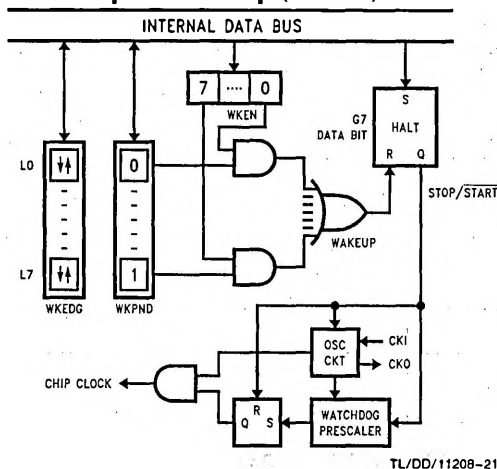 INTERNAL DATA BUS
7 .... 0
WKEN
S
G7
DATA BIT
HALT
R Q
L0
0
STOP/START
L7
1
WKEDG
WKPND
WAKEUP
OSC
CKT
CKI
CKO
CHIP CLOCK
R
Q S
WATCHDOG
PRESCALER
TL/DD/11208-21